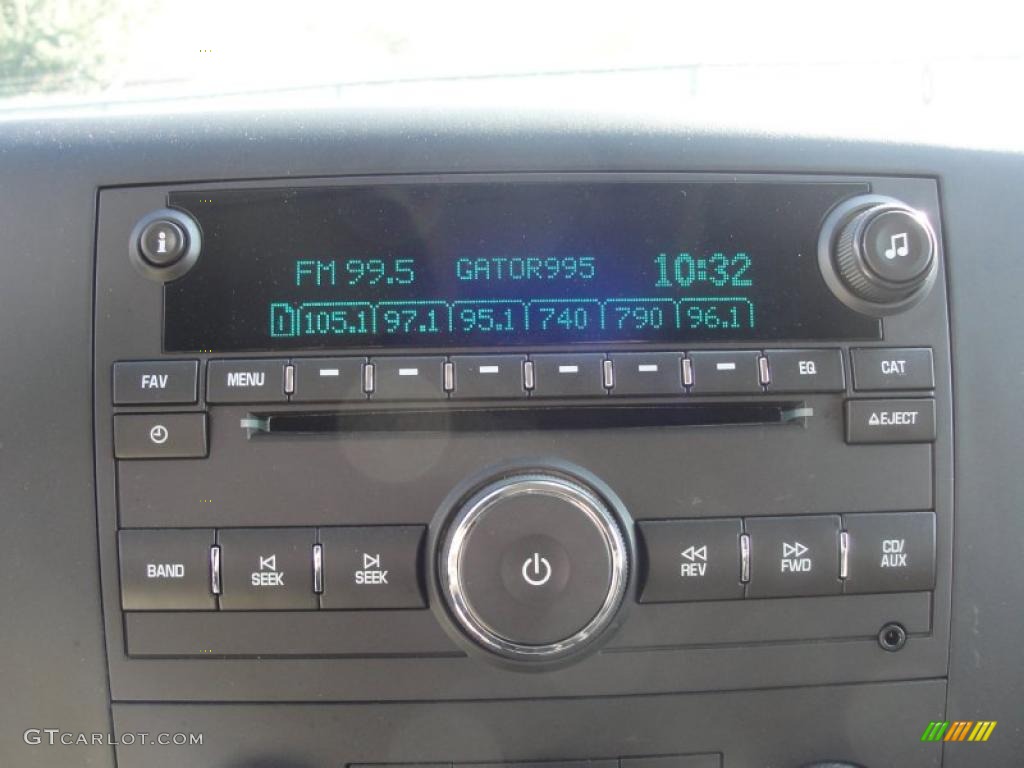 i
FM 99.5 GATOR995 10:32
1 105.1 97.1 95.1 740 790 96.1
FAV MENU EQ CAT
EJECT
BAND SEEK SEEK REV FWD CD/
AUX
GTCARLOT.COM